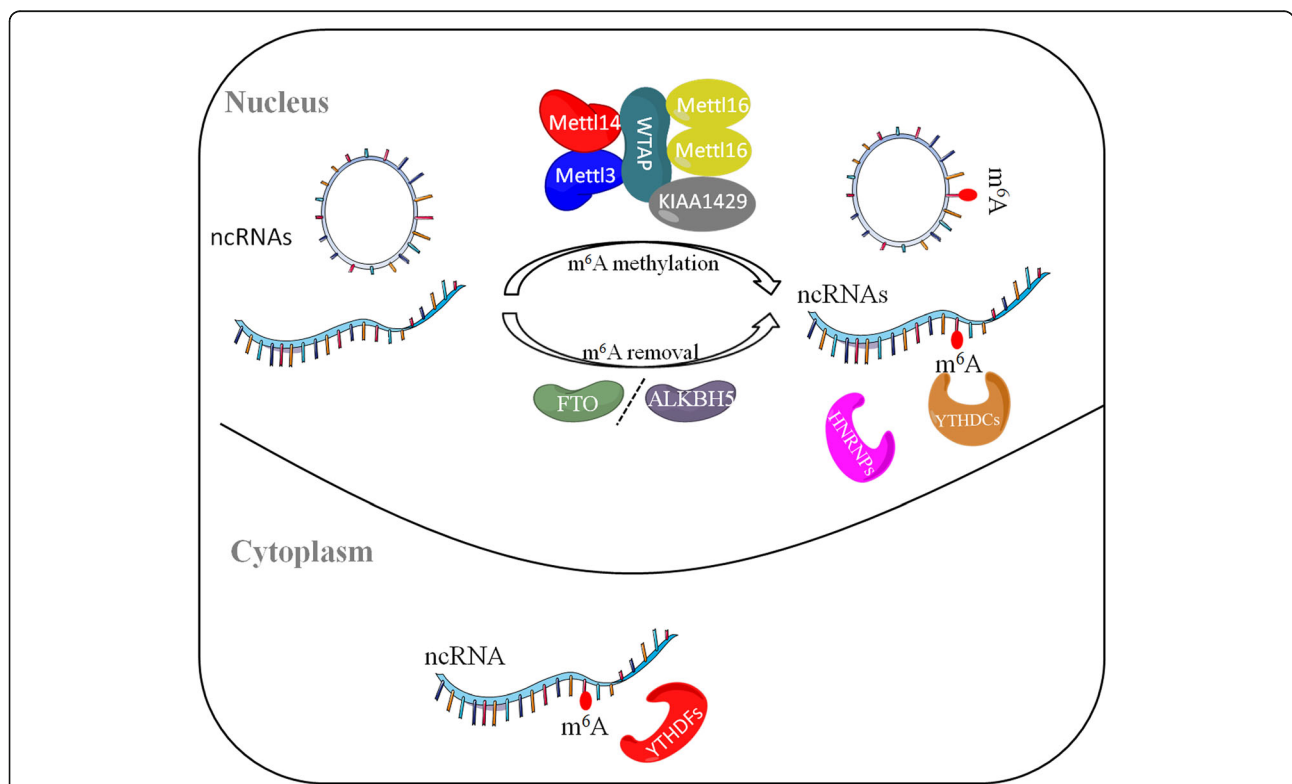 Nucleus
Mettl14
WTAP
Mettl16
Mettl3
Mettl16
KIAA1429
ncRNAs
m⁶A
m⁶A methylation
ncRNAs
m⁶A removal
m⁶A
FTO
ALKBH5
HNRNPs
YTHDCs
Cytoplasm
ncRNA
m⁶A
YTHDFs